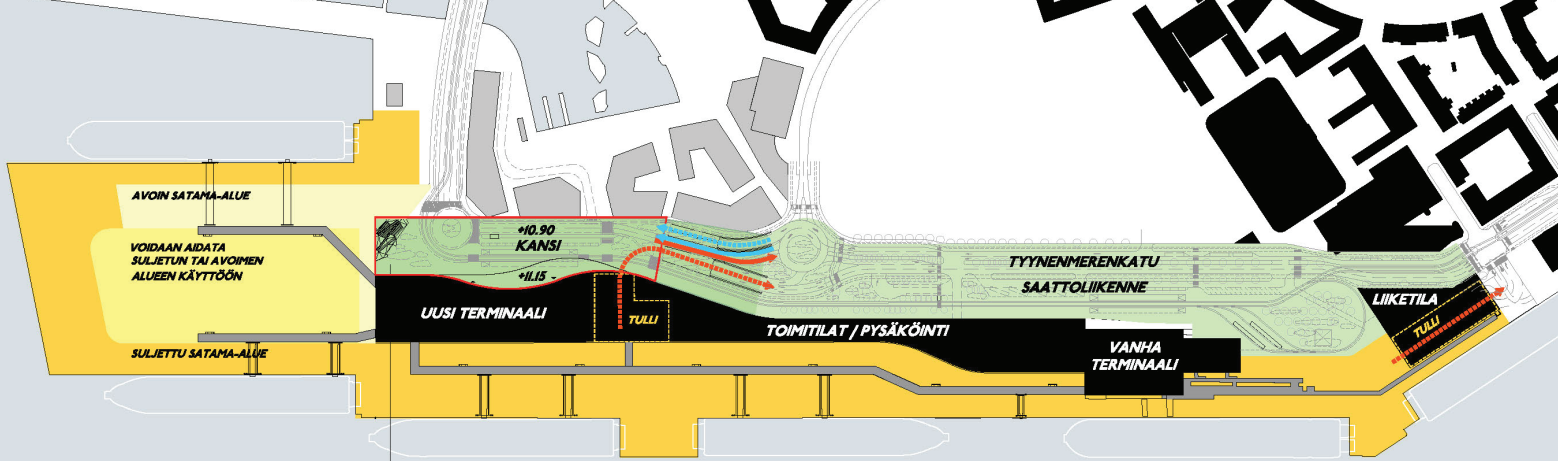 AVOIN SATAMA-ALUE
VOIDAAN AIDATA
SULJETUN TAI AVOIMEN
ALUEEN KÄYTTÖÖN
SULJETTU SATAMA-ALUE
+10.90
KANSI
+11.15
UUSI TERMINAALI
TULLI
TOIMITILAT / PYSÄKÖINTI
TYYNENMERENKATU
SAATTOLIIKENNE
VANHA
TERMINAALI
LIIKETILA
TULLI